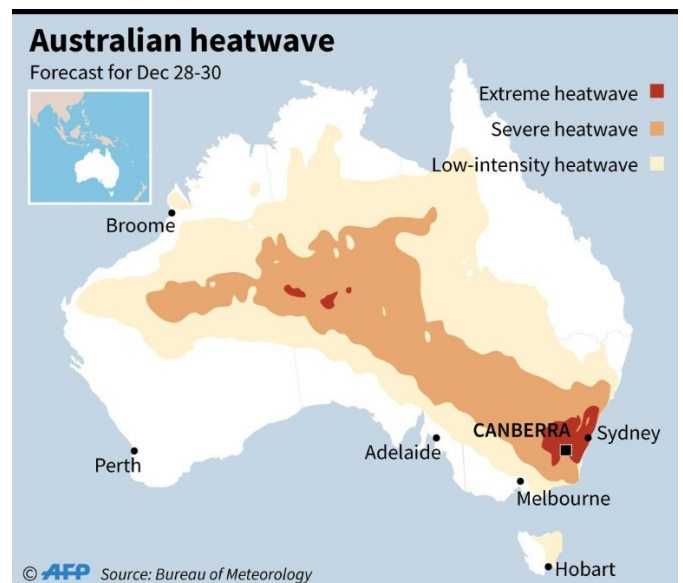 Australian heatwave
Forecast for Dec 28-30
Extreme heatwave
Severe heatwave
Low-intensity heatwave
Broome
CANBERRA
Sydney
Adelaide
Perth
Melbourne
Hobart
© AFP Source: Bureau of Meteorology